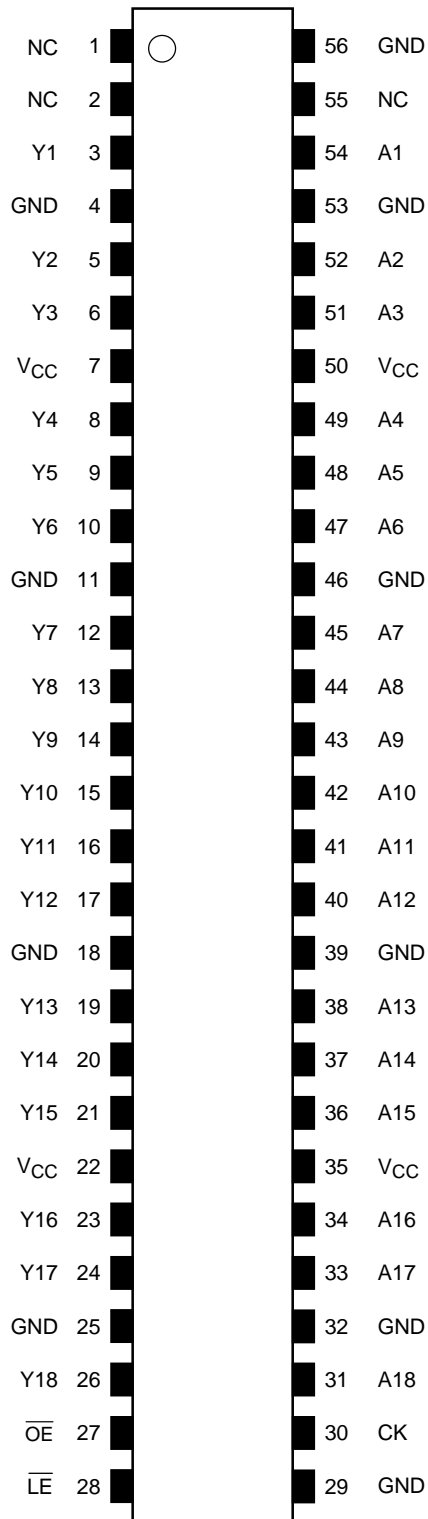 NC 1 56 GND
NC 2 55 NC
Y1 3 54 A1
GND 4 53 GND
Y2 5 52 A2
Y3 6 51 A3
VCC 7 50 VCC
Y4 8 49 A4
Y5 9 48 A5
Y6 10 47 A6
GND 11 46 GND
Y7 12 45 A7
Y8 13 44 A8
Y9 14 43 A9
Y10 15 42 A10
Y11 16 41 A11
Y12 17 40 A12
GND 18 39 GND
Y13 19 38 A13
Y14 20 37 A14
Y15 21 36 A15
VCC 22 35 VCC
Y16 23 34 A16
Y17 24 33 A17
GND 25 32 GND
Y18 26 31 A18
O̅E̅ 27 30 CK
L̅E̅ 28 29 GND